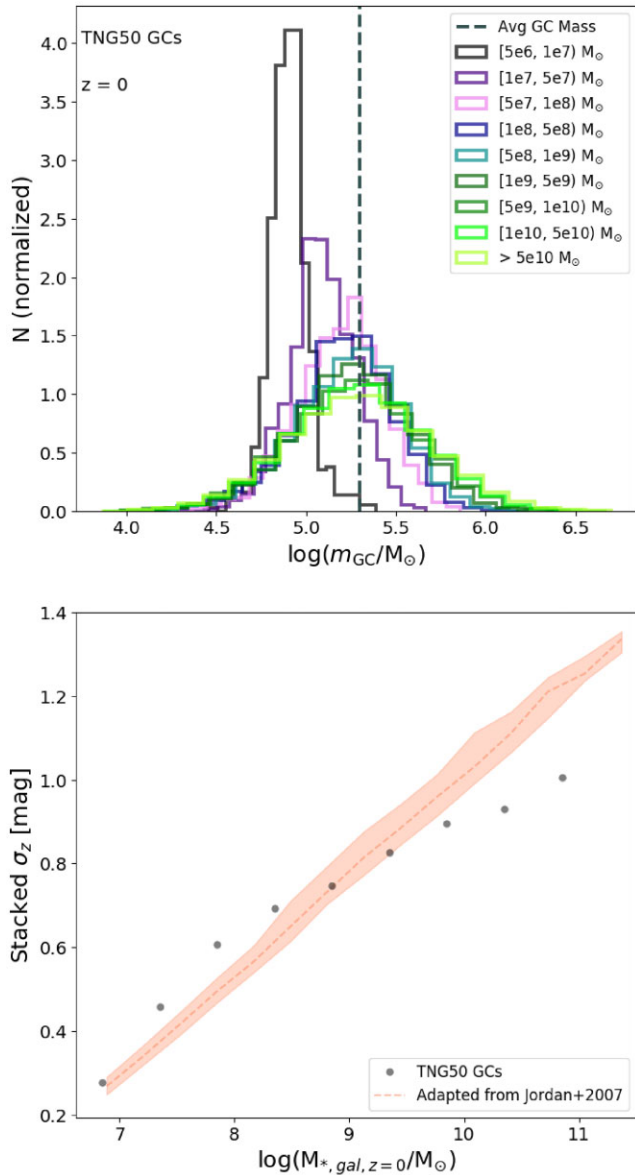 TNG50 GCs
z = 0
Avg GC Mass
[5e6, 1e7) M⊙
[1e7, 5e7) M⊙
[5e7, 1e8) M⊙
[1e8, 5e8) M⊙
[5e8, 1e9) M⊙
[1e9, 5e9) M⊙
[5e9, 1e10) M⊙
[1e10, 5e10) M⊙
> 5e10 M⊙
N (normalized)
4.0
3.5
3.0
2.5
2.0
1.5
1.0
0.5
0.0
4.0 4.5 5.0 5.5 6.0 6.5
log(m_GC/M⊙)
Stacked σ_z [mag]
1.4
1.2
1.0
0.8
0.6
0.4
0.2
TNG50 GCs
Adapted from Jordan+2007
7 8 9 10 11
log(M_*,gal,z=0/M⊙)